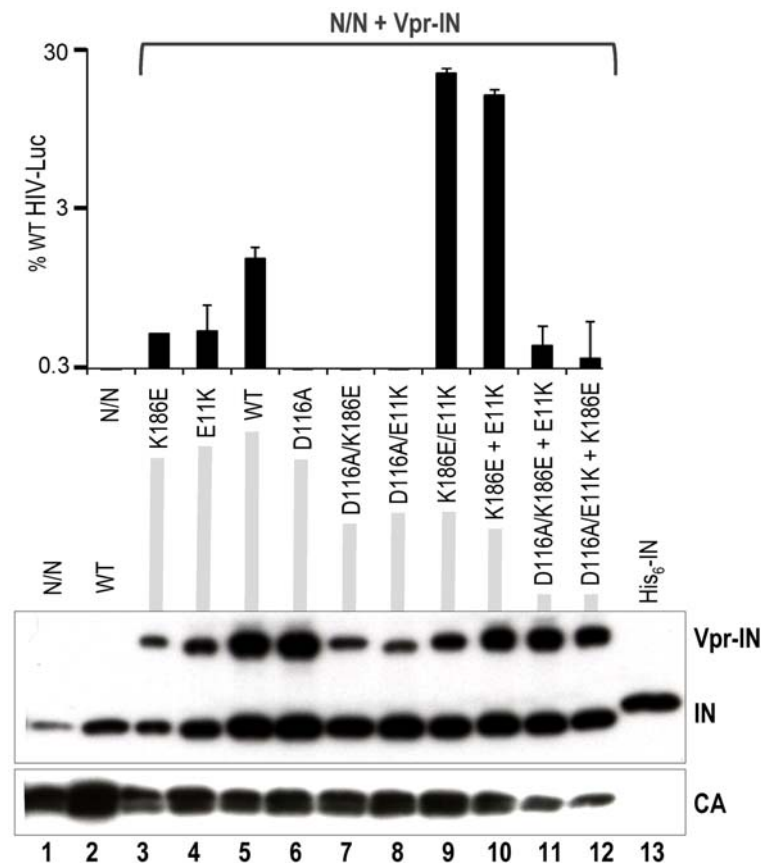 N/N + Vpr-IN
30
3
0.3
% WT HIV-Luc
N/N
K186E
E11K
WT
D116A
D116A/K186E
D116A/E11K
K186E/E11K
K186E + E11K
D116A/K186E + E11K
D116A/E11K + K186E
N/N
WT
His6-IN
Vpr-IN
IN
CA
1 2 3 4 5 6 7 8 9 10 11 12 13